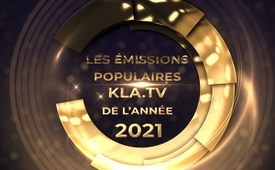 LES ÉMISSIONS
POPULAIRES
KLA.TV
DE L'ANNÉE
2021